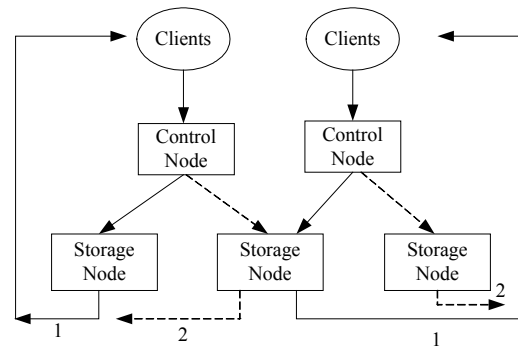 Clients
Clients
Control
Node
Control
Node
Storage
Node
Storage
Node
Storage
Node
1
2
2
1